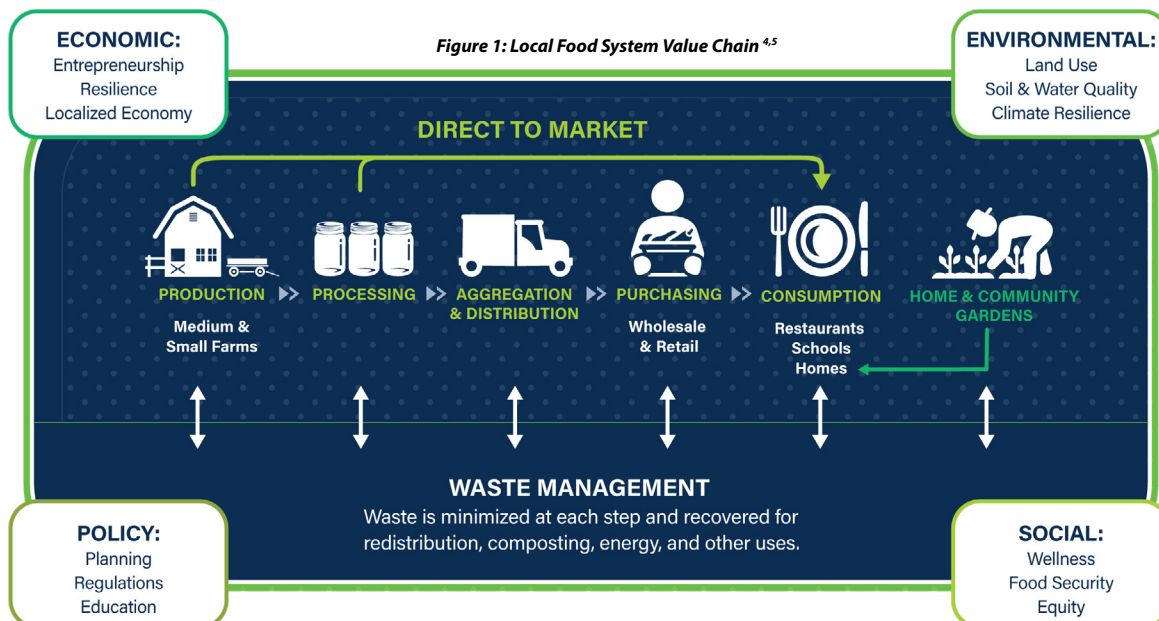 Figure 1: Local Food System Value Chain 4,5
ECONOMIC:
Entrepreneurship
Resilience
Localized Economy
ENVIRONMENTAL:
Land Use
Soil & Water Quality
Climate Resilience
DIRECT TO MARKET
PRODUCTION
Medium &
Small Farms
PROCESSING
AGGREGATION
& DISTRIBUTION
PURCHASING
Wholesale
& Retail
CONSUMPTION
Restaurants
Schools
Homes
HOME & COMMUNITY
GARDENS
WASTE MANAGEMENT
Waste is minimized at each step and recovered for
redistribution, composting, energy, and other uses.
POLICY:
Planning
Regulations
Education
SOCIAL:
Wellness
Food Security
Equity